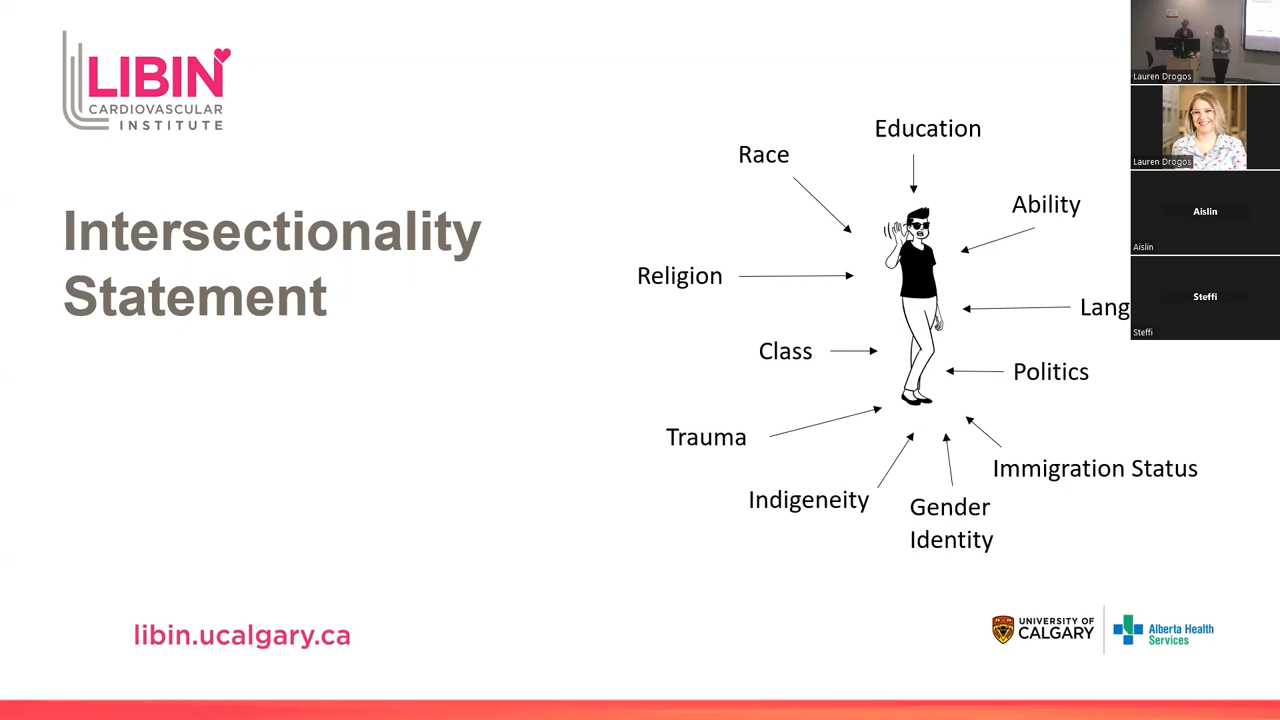 LIBIN
CARDIOVASCULAR
INSTITUTE
Intersectionality
Statement
Education
Race
Ability
Religion
Lang
Class
Politics
Trauma
Immigration Status
Indigeneity
Gender
Identity
libin.ucalgary.ca
UNIVERSITY OF
CALGARY
Alberta Health
Services
Lauren Drogos
Lauren Drogos
Aislin
Aislin
Steffi
Steffi